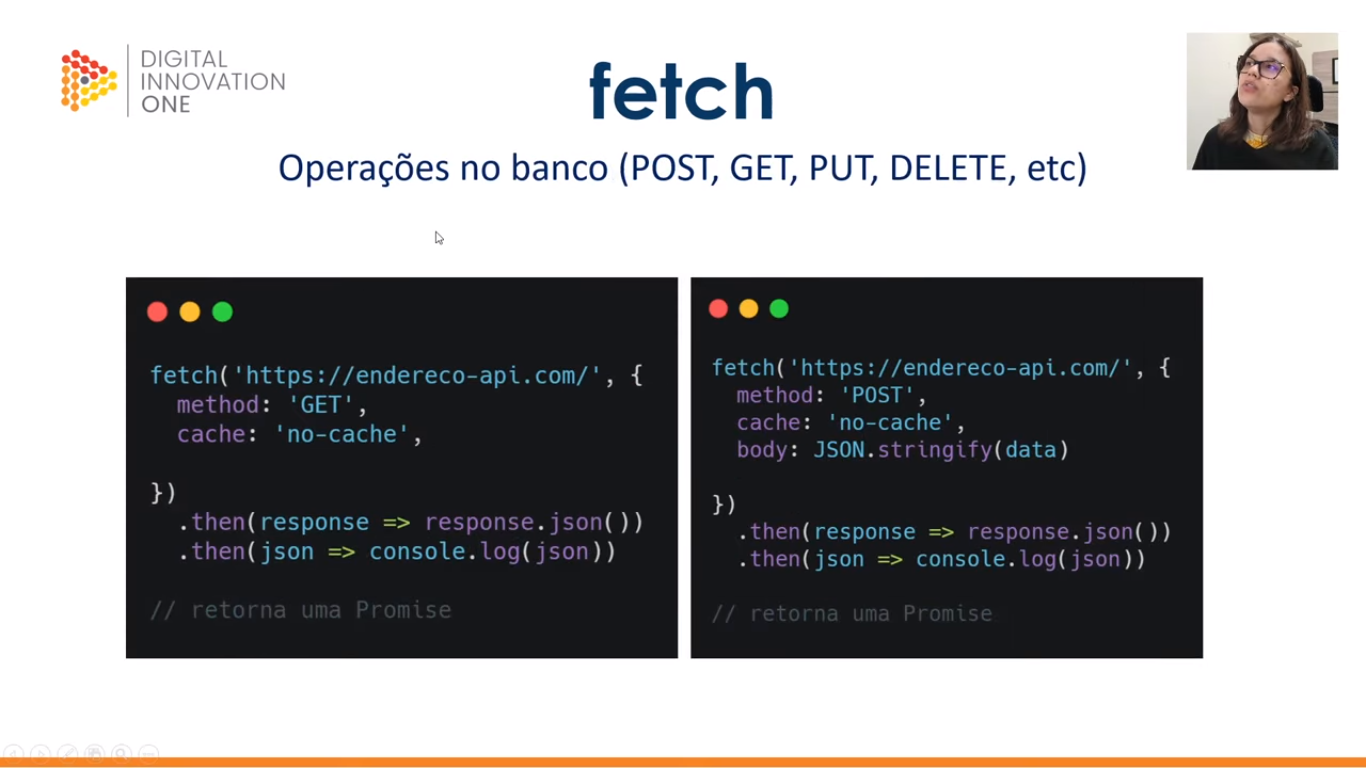 DIGITAL
INNOVATION
ONE
fetch
Operações no banco (POST, GET, PUT, DELETE, etc)
fetch('https://endereco-api.com/', {
method: 'GET',
cache: 'no-cache',
})
.then(response => response.json())
.then(json => console.log(json))
// retorna uma Promise
fetch('https://endereco-api.com/', {
method: 'POST',
cache: 'no-cache',
body: JSON.stringify(data)
})
.then(response => response.json())
.then(json => console.log(json))
// retorna uma Promise